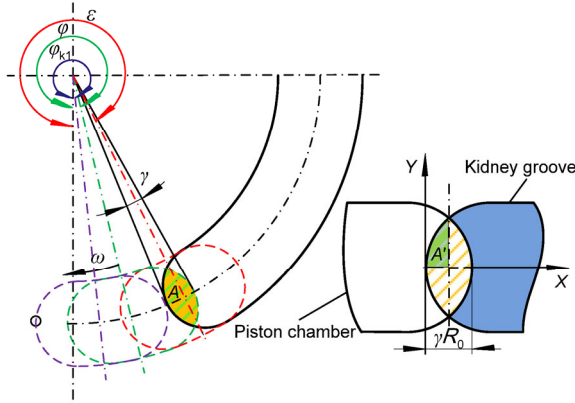 ε
φ
φk1
γ
ω
A
O
Y
Kidney groove
A'
X
Piston chamber
γR0